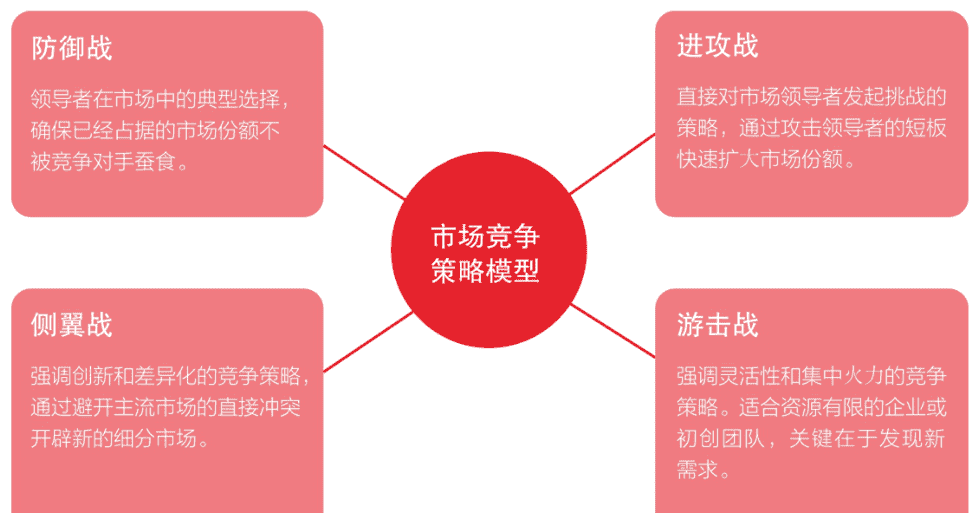 防御战
领导者在市场中的典型选择，
确保已经占据的市场份额不
被竞争对手蚕食。
进攻战
直接对市场领导者发起挑战的
策略，通过攻击领导者的短板
快速扩大市场份额。
市场竞争
策略模型
侧翼战
强调创新和差异化的竞争策略，
通过避开主流市场的直接冲突
开辟新的细分市场。
游击战
强调灵活性和集中火力的竞争
策略。适合资源有限的企业或
初创团队，关键在于发现新
需求。